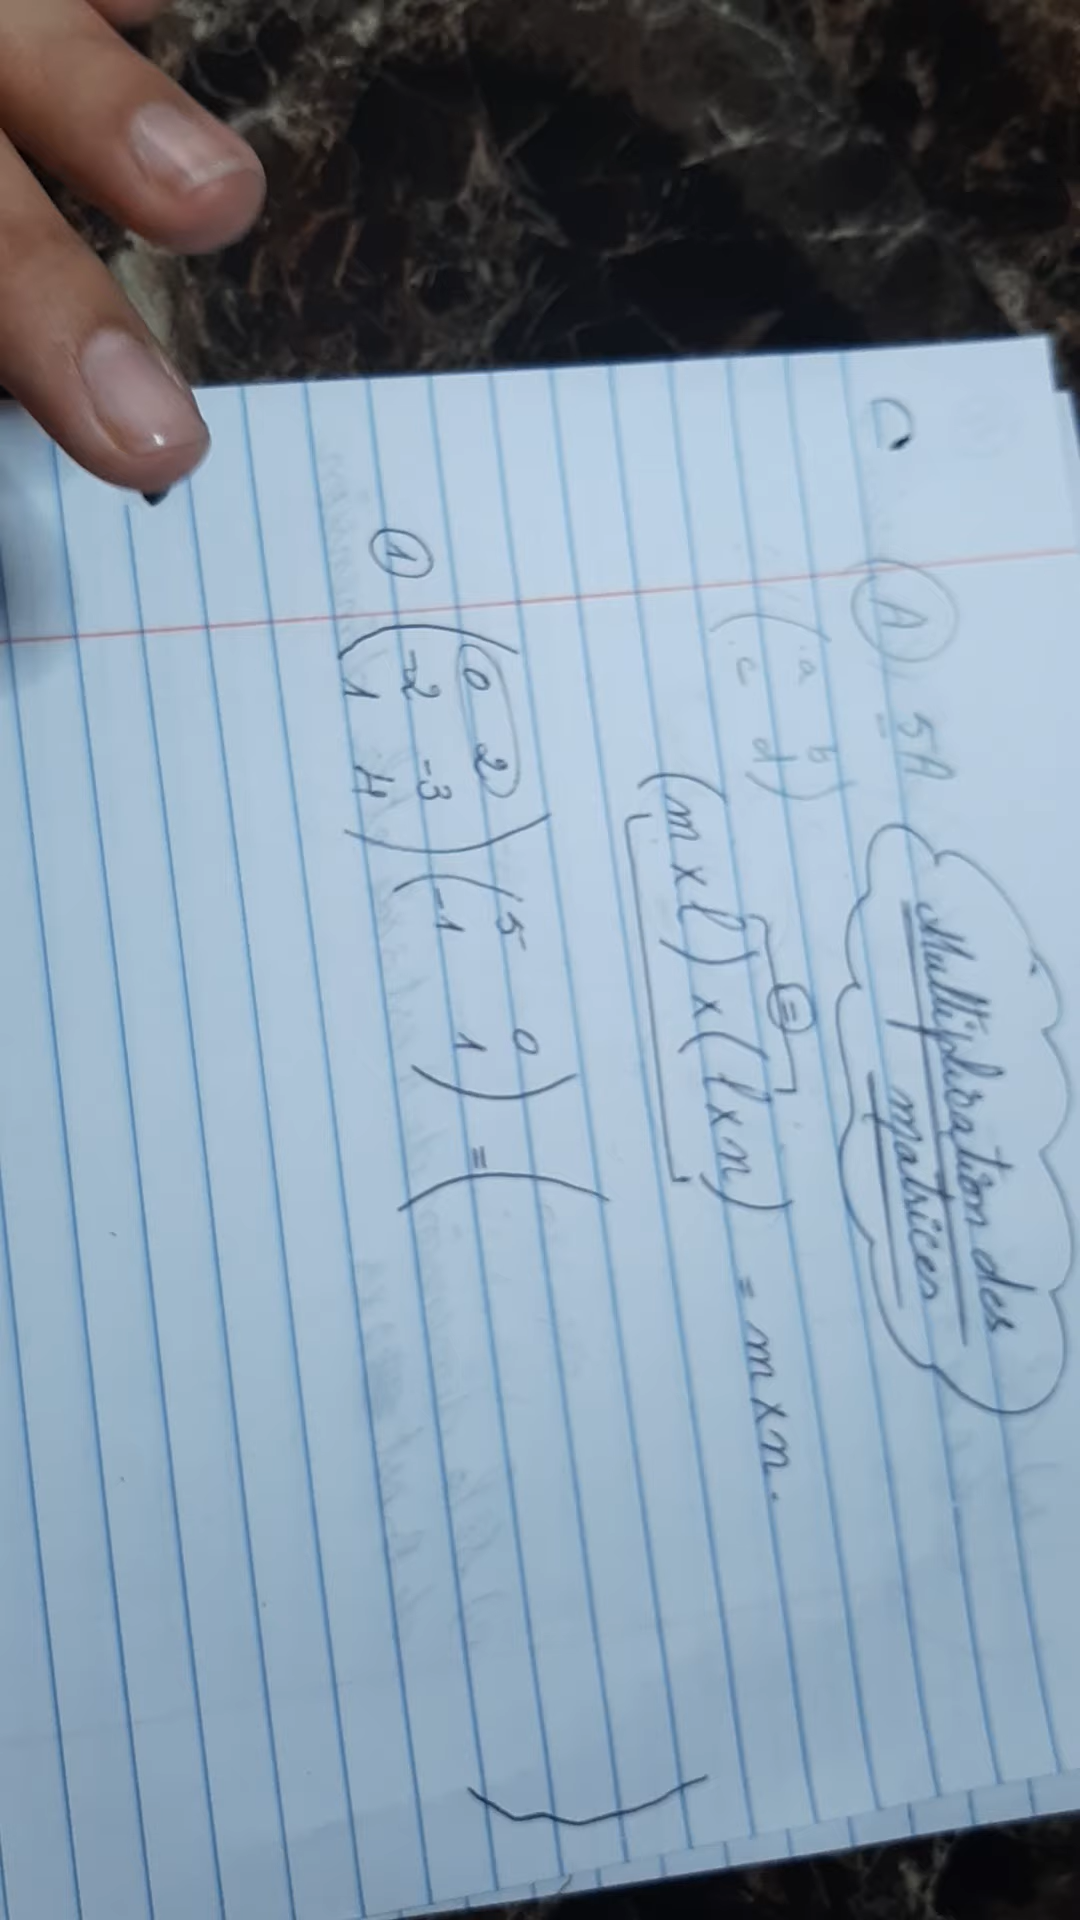 A 5A
Multiplication des
matrices
(a b
c d)
=
(m x l) x (l x n) = m x n.
1 (0 2
-2 -3
1 4) (5 0
-1 1) = ( )